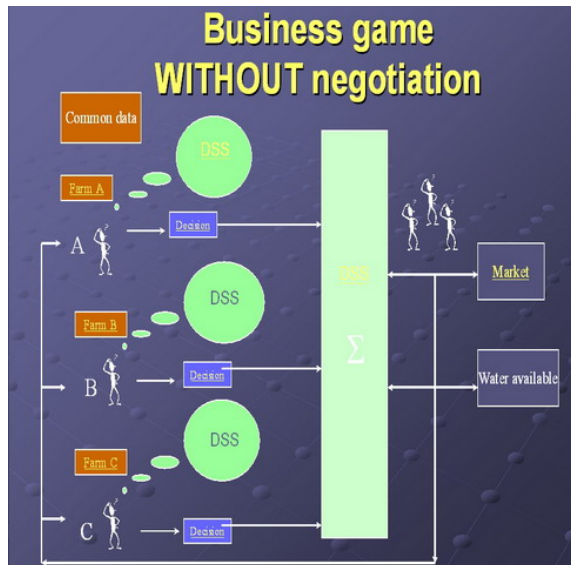 Business game
WITHOUT negotiation
Common data
DSS
Farm A
A
Decision
DSS
Market
Farm B
DSS
Σ
B
Decision
Water available
Farm C
DSS
C
Decision